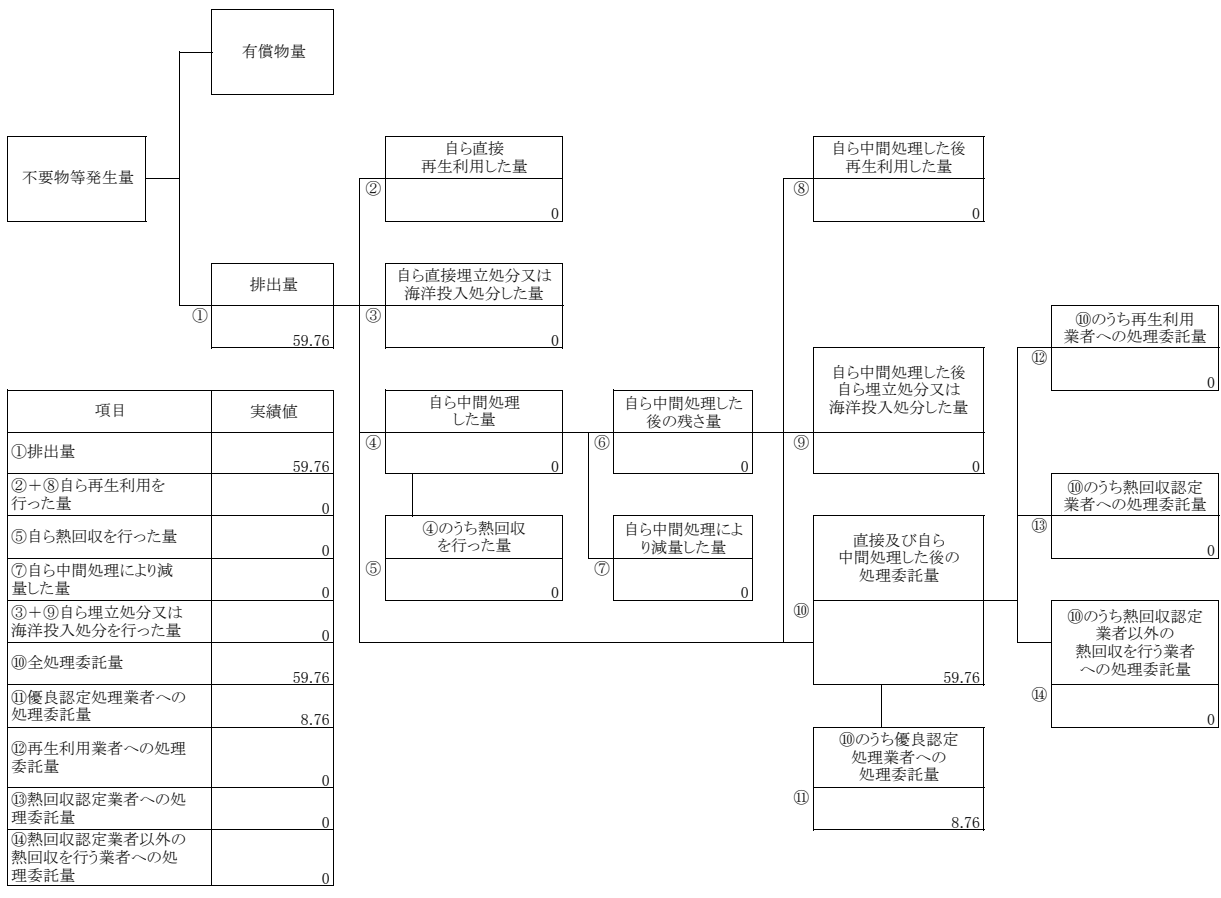 有償物量
不要物等発生量
排出量
①
59.76
自ら直接
再生利用した量
②
0
自ら直接埋立処分又は
海洋投入処分した量
③
0
自ら中間処理
した量
④
0
④のうち熱回収
を行った量
⑤
0
自ら中間処理した
後の残さ量
⑥
0
自ら中間処理によ
り減量した量
⑦
0
自ら中間処理した後
再生利用した量
⑧
0
自ら中間処理した後
自ら埋立処分又は
海洋投入処分した量
⑨
0
直接及び自ら
中間処理した後の
処理委託量
⑩
59.76
⑩のうち優良認定
処理業者への
処理委託量
⑪
8.76
⑩のうち再生利用
業者への処理委託量
⑫
0
⑩のうち熱回収認定
業者への処理委託量
⑬
0
⑩のうち熱回収認定
業者以外の
熱回収を行う業者
への処理委託量
⑭
0
項目 実績値
①排出量
59.76
②+⑧自ら再生利用を
行った量
0
⑤自ら熱回収を行った量
0
⑦自ら中間処理により減
量した量
0
③+⑨自ら埋立処分又は
海洋投入処分を行った量
0
⑩全処理委託量
59.76
⑪優良認定処理業者への
処理委託量
8.76
⑫再生利用業者への処理
委託量
0
⑬熱回収認定業者への処
理委託量
0
⑭熱回収認定業者以外の
熱回収を行う業者への処
理委託量
0